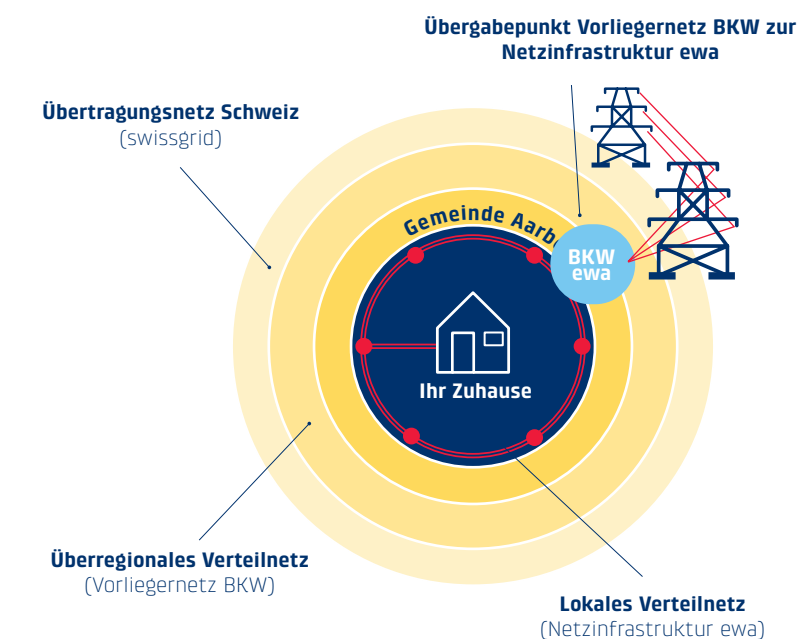 Übergabepunkt Vorliegernetz BKW zur
Netzinfrastruktur ewa
Übertragungsnetz Schweiz
(swissgrid)
Gemeinde Aarbe
BKW
ewa
Ihr Zuhause
Überregionales Verteilnetz
(Vorliegernetz BKW)
Lokales Verteilnetz
(Netzinfrastruktur ewa)